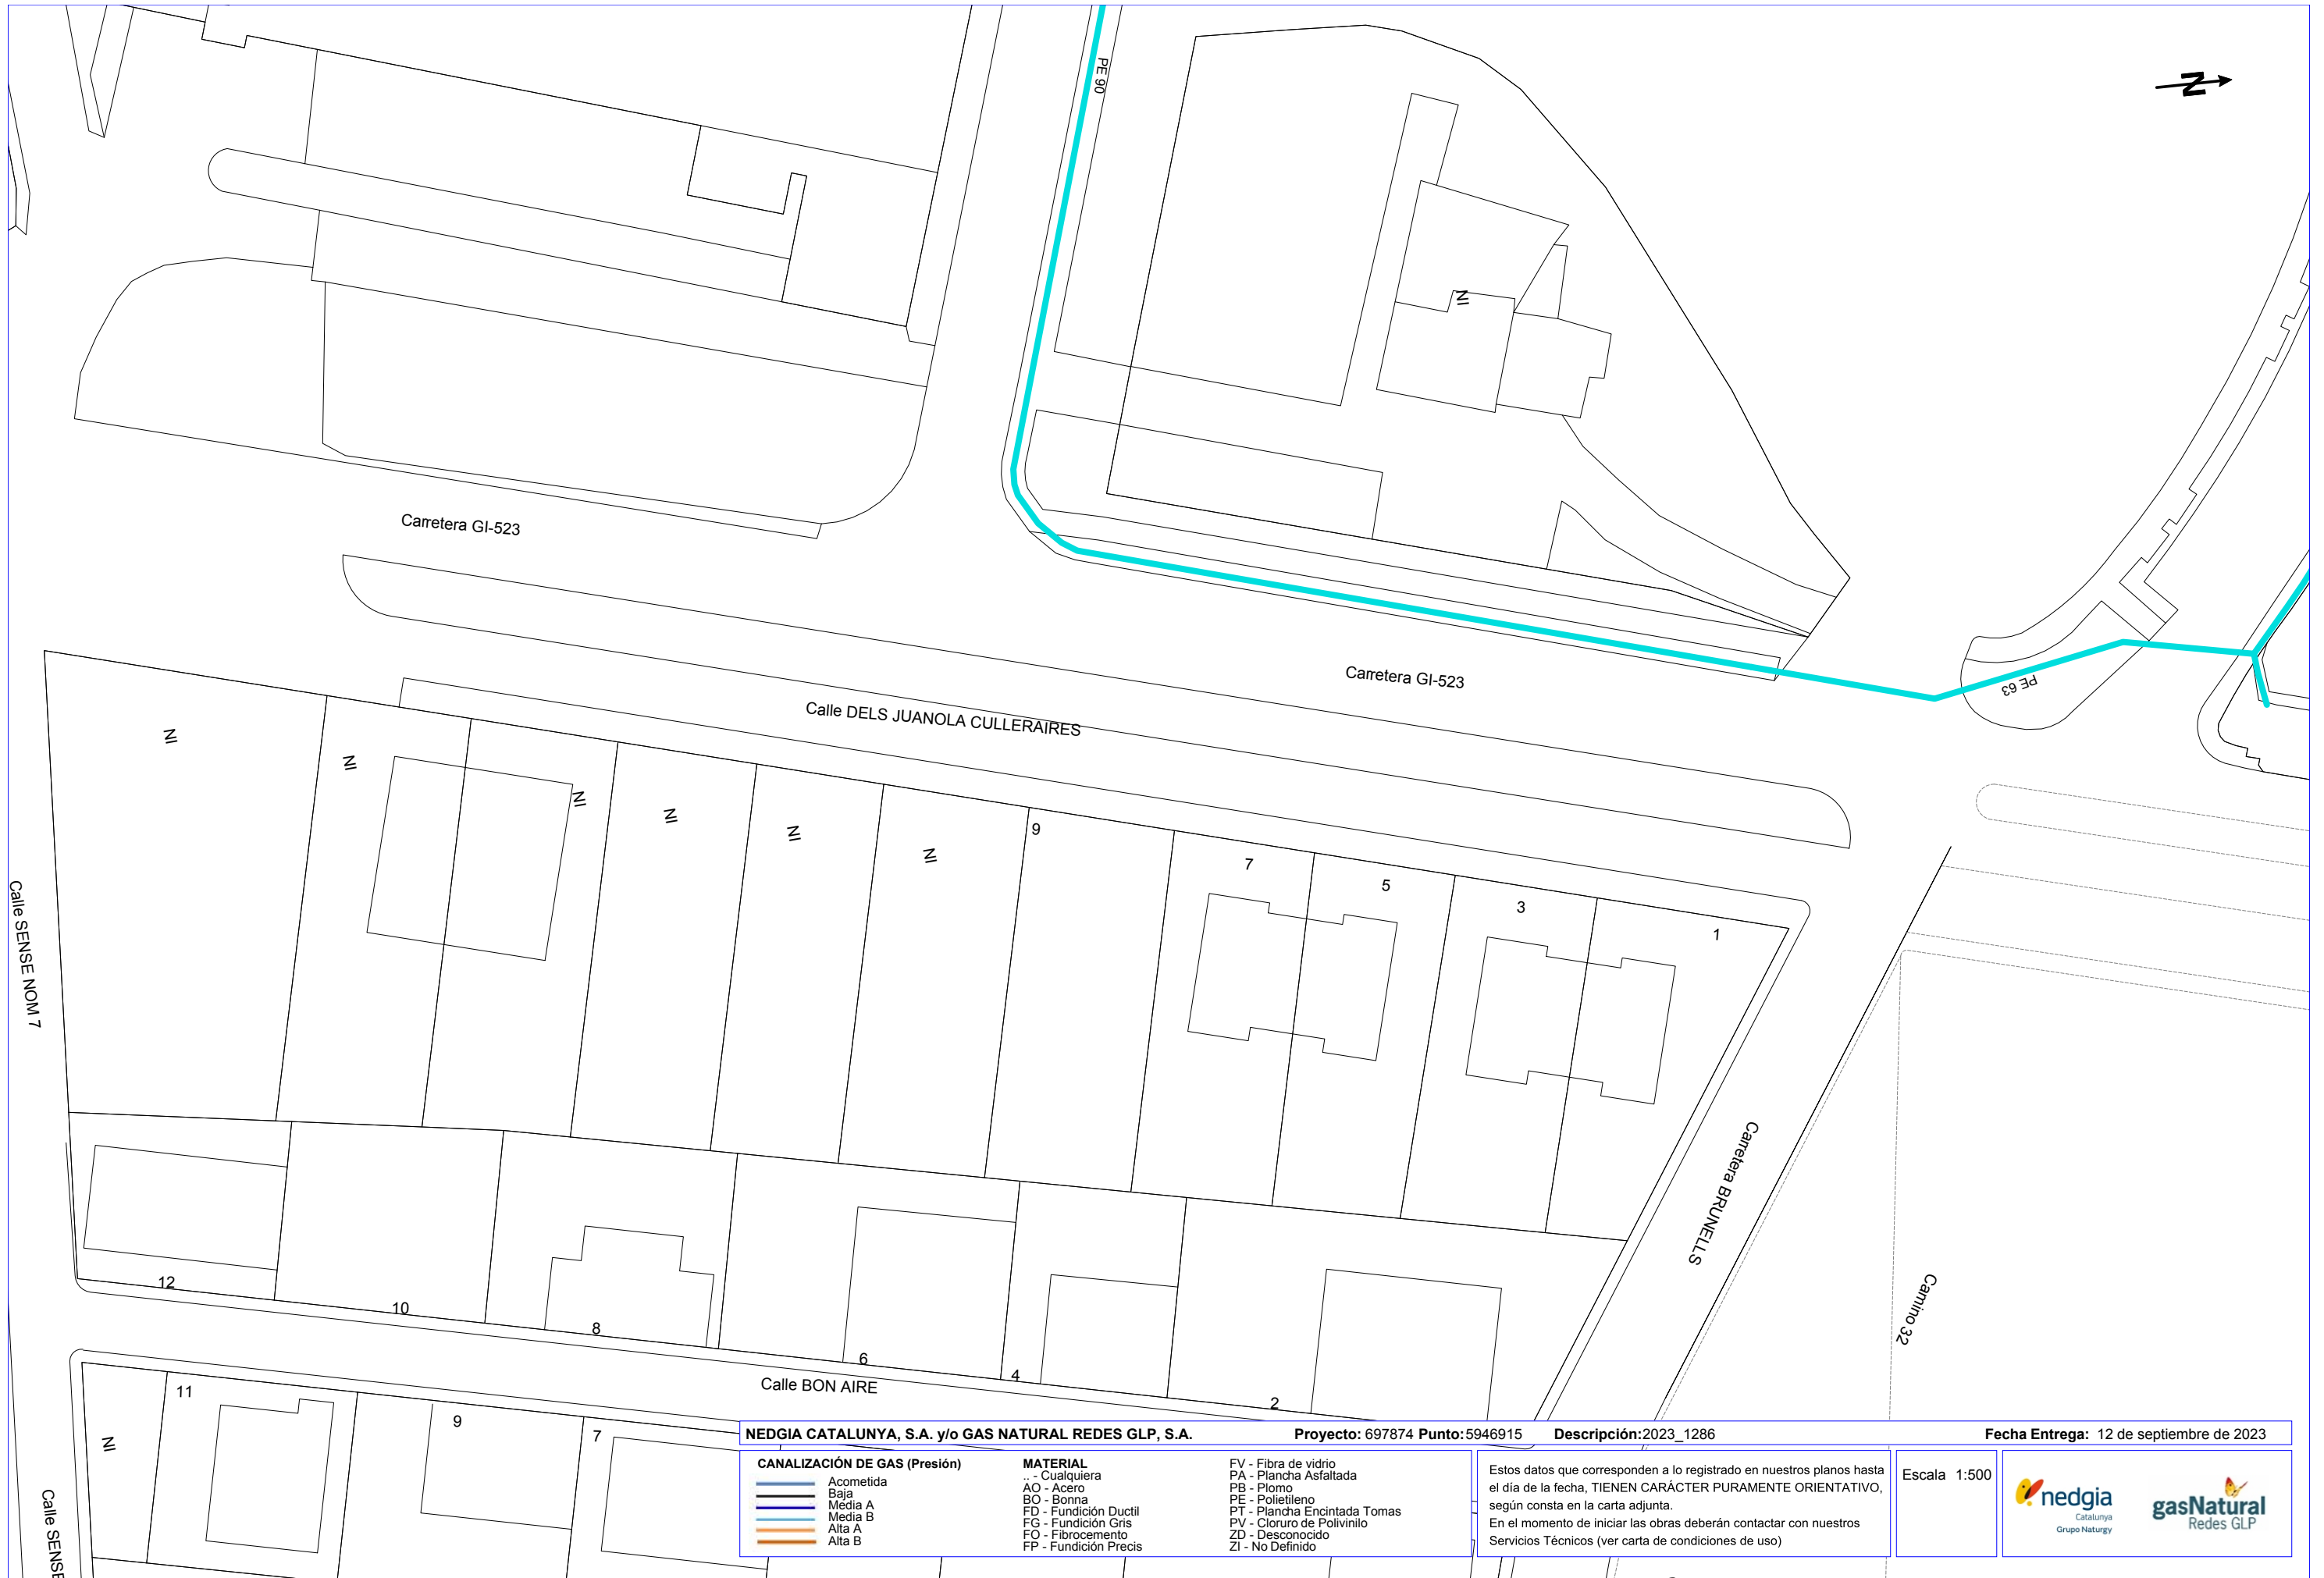 PE 90
N
NI
Carretera GI-523
Carretera GI-523
PE 63
Calle DELS JUANOLA CULLERAIRES
NI
NI
NI
NI
NI
NI
9
7
5
3
1
Calle SENSE NOM 7
Carretera BRUNELLS
Camino 32
12
10
8
6
4
2
Calle BON AIRE
11
9
7
NI
Calle SENSE
NEDGIA CATALUNYA, S.A. y/o GAS NATURAL REDES GLP, S.A. Proyecto: 697874 Punto:5946915 Descripción:2023_1286 Fecha Entrega: 12 de septiembre de 2023
CANALIZACIÓN DE GAS (Presión)
Acometida
Baja
Media A
Media B
Alta A
Alta B
MATERIAL
.. - Cualquiera
AO - Acero
BO - Bonna
FD - Fundición Ductil
FG - Fundición Gris
FO - Fibrocemento
FP - Fundición Precis
FV - Fibra de vidrio
PA - Plancha Asfaltada
PB - Plomo
PE - Polietileno
PT - Plancha Encintada Tomas
PV - Cloruro de Polivinilo
ZD - Desconocido
ZI - No Definido
Estos datos que corresponden a lo registrado en nuestros planos hasta
el día de la fecha, TIENEN CARÁCTER PURAMENTE ORIENTATIVO,
según consta en la carta adjunta.
En el momento de iniciar las obras deberán contactar con nuestros
Servicios Técnicos (ver carta de condiciones de uso)
Escala 1:500
nedgia
Catalunya
Grupo Naturgy
gasNatural
Redes GLP